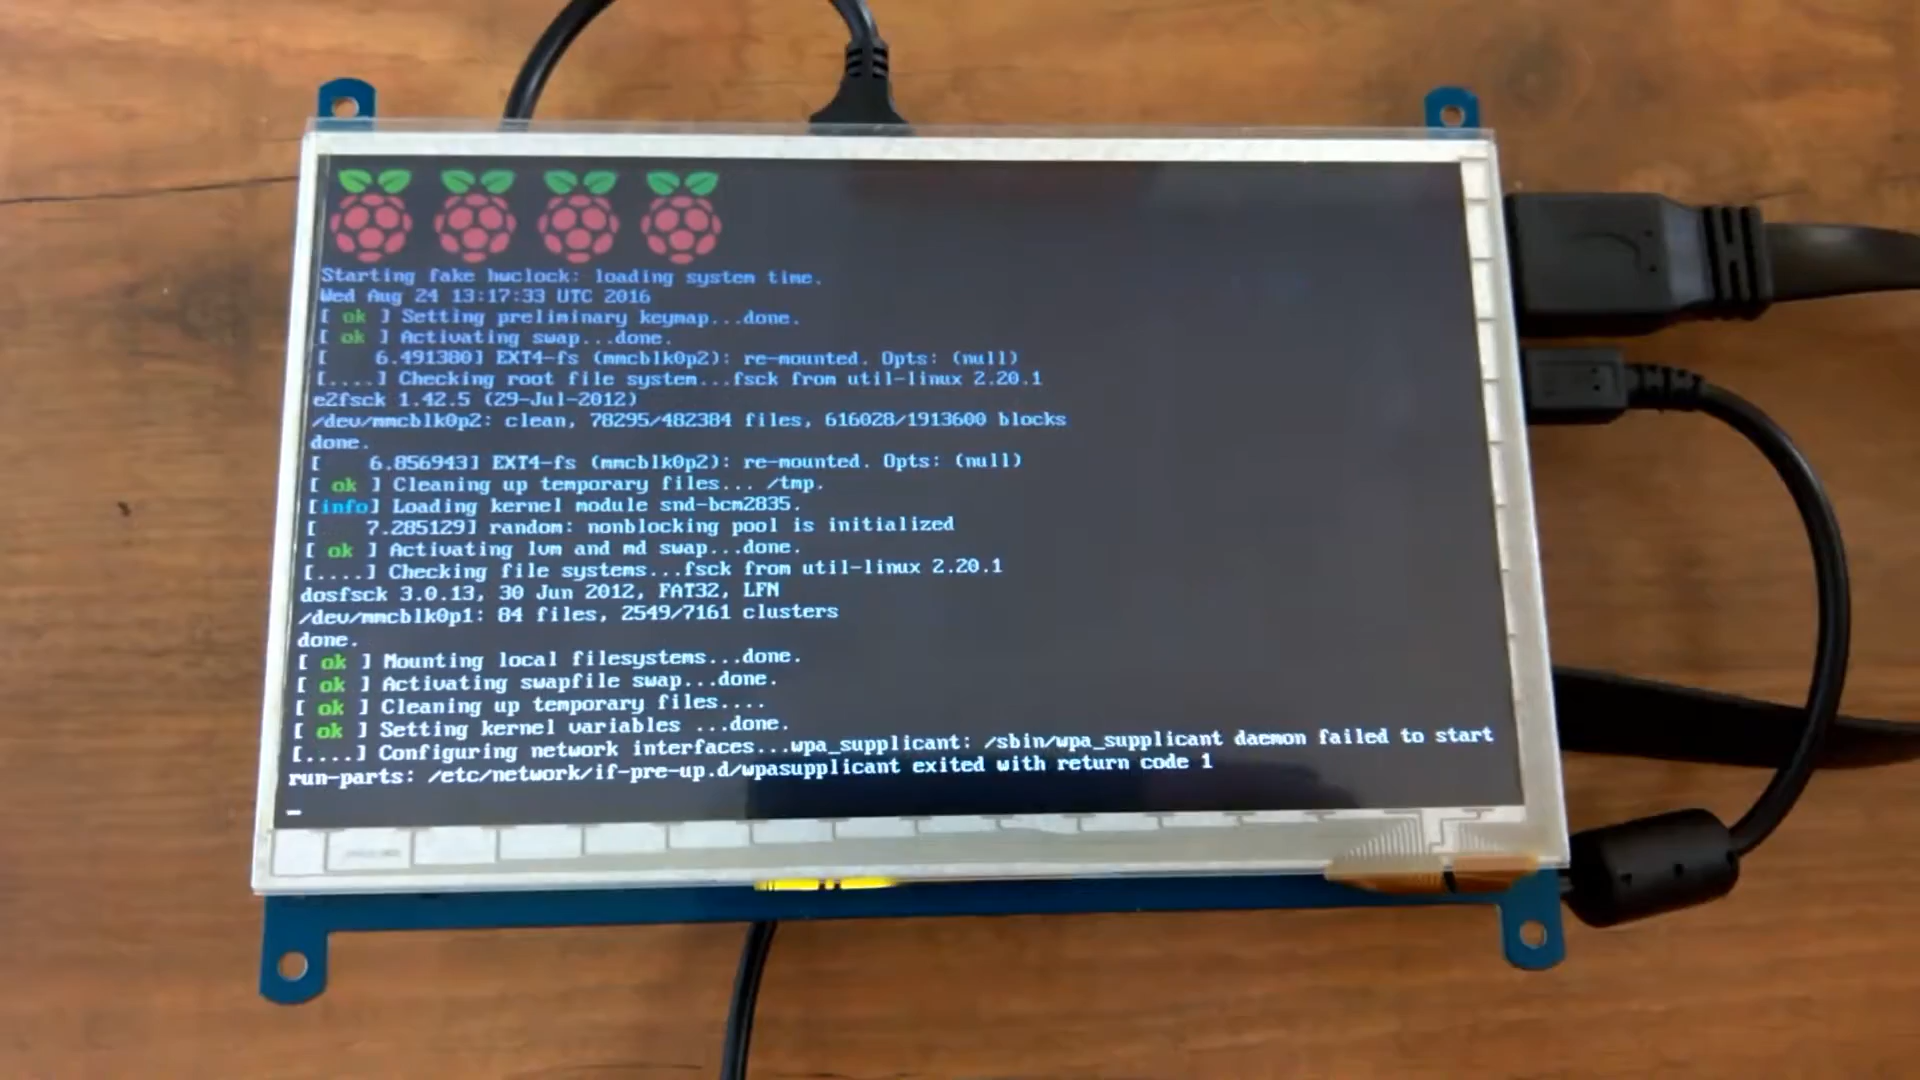 Starting fake hwclock: loading system time.
Wed Aug 24 13:17:33 UTC 2016
[ ok ] Setting preliminary keymap...done.
[ ok ] Activating swap...done.
[    6.491380] EXT4-fs (mmcblk0p2): re-mounted. Opts: (null)
[....] Checking root file system...fsck from util-linux 2.20.1
e2fsck 1.42.5 (29-Jul-2012)
/dev/mmcblk0p2: clean, 78295/482384 files, 616028/1913600 blocks
done.
[    6.856943] EXT4-fs (mmcblk0p2): re-mounted. Opts: (null)
[ ok ] Cleaning up temporary files... /tmp.
[info] Loading kernel module snd-bcm2835.
[    7.285129] random: nonblocking pool is initialized
[ ok ] Activating lvm and md swap...done.
[....] Checking file systems...fsck from util-linux 2.20.1
dosfsck 3.0.13, 30 Jun 2012, FAT32, LFN
/dev/mmcblk0p1: 84 files, 2549/7161 clusters
done.
[ ok ] Mounting local filesystems...done.
[ ok ] Activating swapfile swap...done.
[ ok ] Cleaning up temporary files....
[ ok ] Setting kernel variables ...done.
[....] Configuring network interfaces...wpa_supplicant: /sbin/wpa_supplicant daemon failed to start
run-parts: /etc/network/if-pre-up.d/wpasupplicant exited with return code 1
_